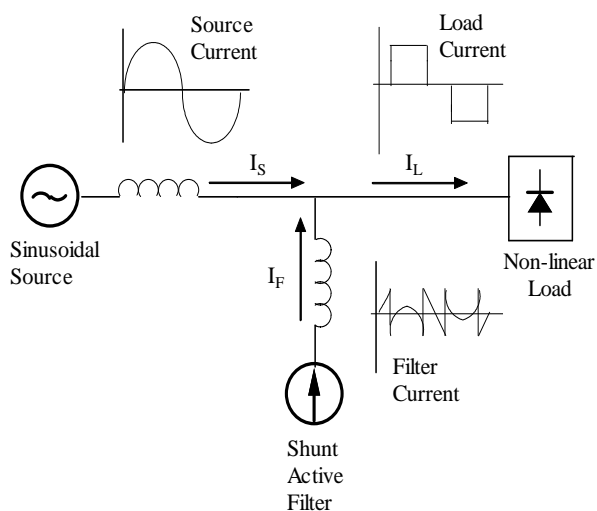 Source
Current
Load
Current
I_S
I_L
Sinusoidal
Source
Non-linear
Load
I_F
Filter
Current
Shunt
Active
Filter